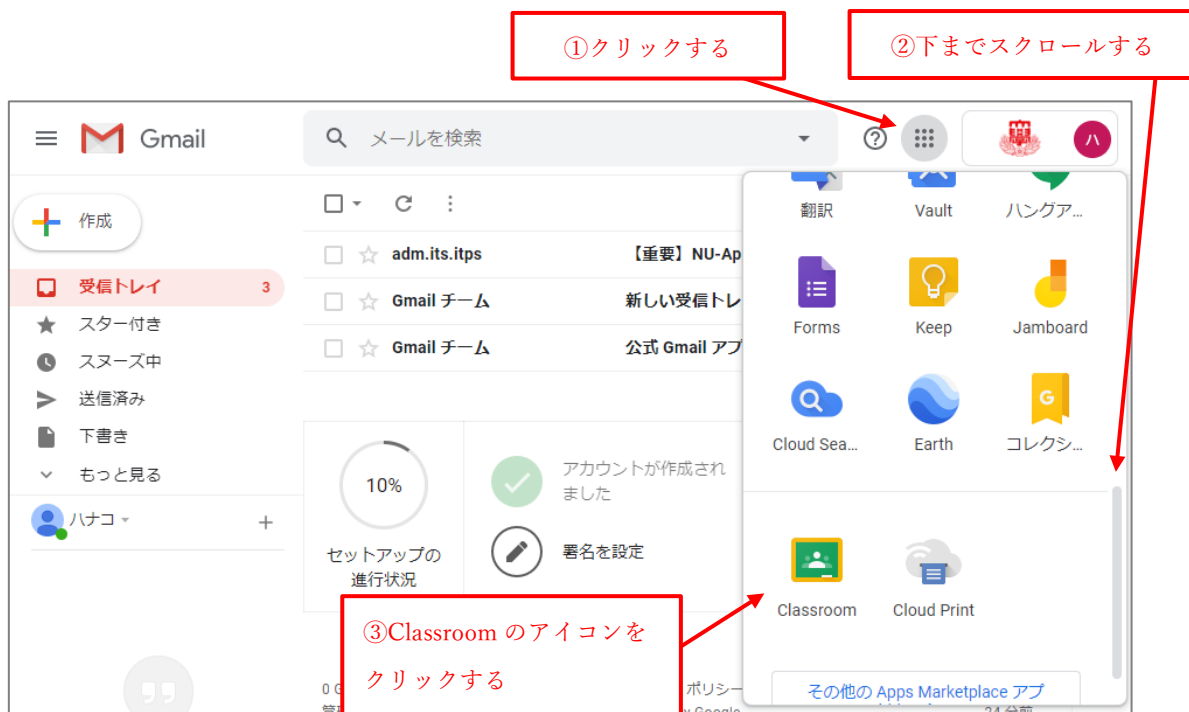 ①クリックする
②下までスクロールする
Gmail
メールを検索
ハ
作成
受信トレイ 3
スター付き
スヌーズ中
送信済み
下書き
もっと見る
ハナコ
adm.its.itps 【重要】NU-Ap
Gmail チーム 新しい受信トレ
Gmail チーム 公式 Gmail アプ
10%
セットアップの
進行状況
アカウントが作成され
ました
署名を設定
翻訳 Vault ハングア...
Forms Keep Jamboard
Cloud Sea... Earth コレクシ...
G
Classroom Cloud Print
③Classroom のアイコンを
クリックする
その他の Apps Marketplace アプ
0 G
ポリシー